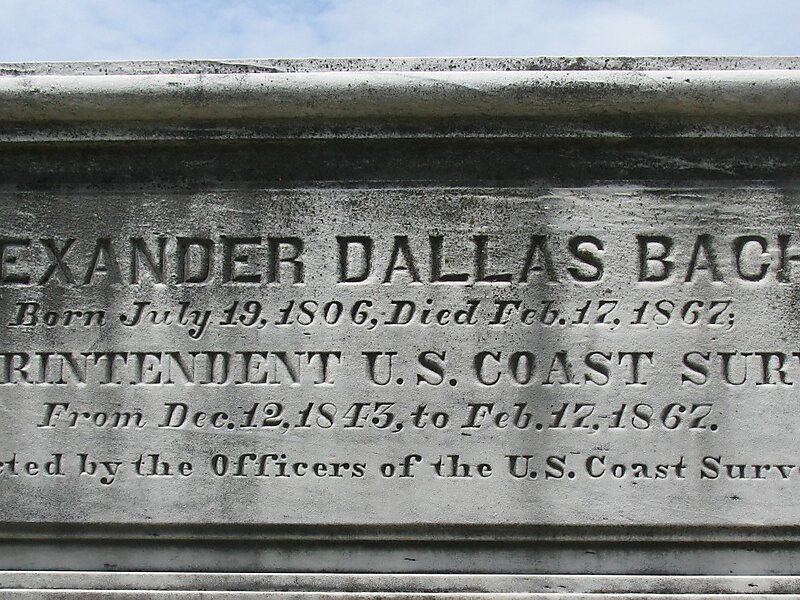 EXANDER DALLAS BACH
Born July 19, 1806, Died Feb. 17, 1867;
RINTENDENT U.S. COAST SURV
From Dec. 12, 1843, to Feb. 17, 1867.
cted by the Officers of the U.S. Coast Surve